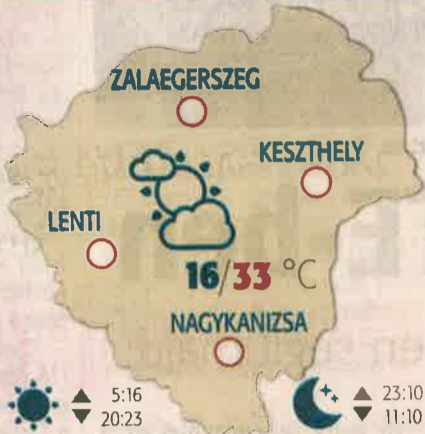 ZALAEGERSZEG
KESZTHELY
LENTI
16/33 °C
NAGYKANIZSA
5:16
20:23
23:10
11:10